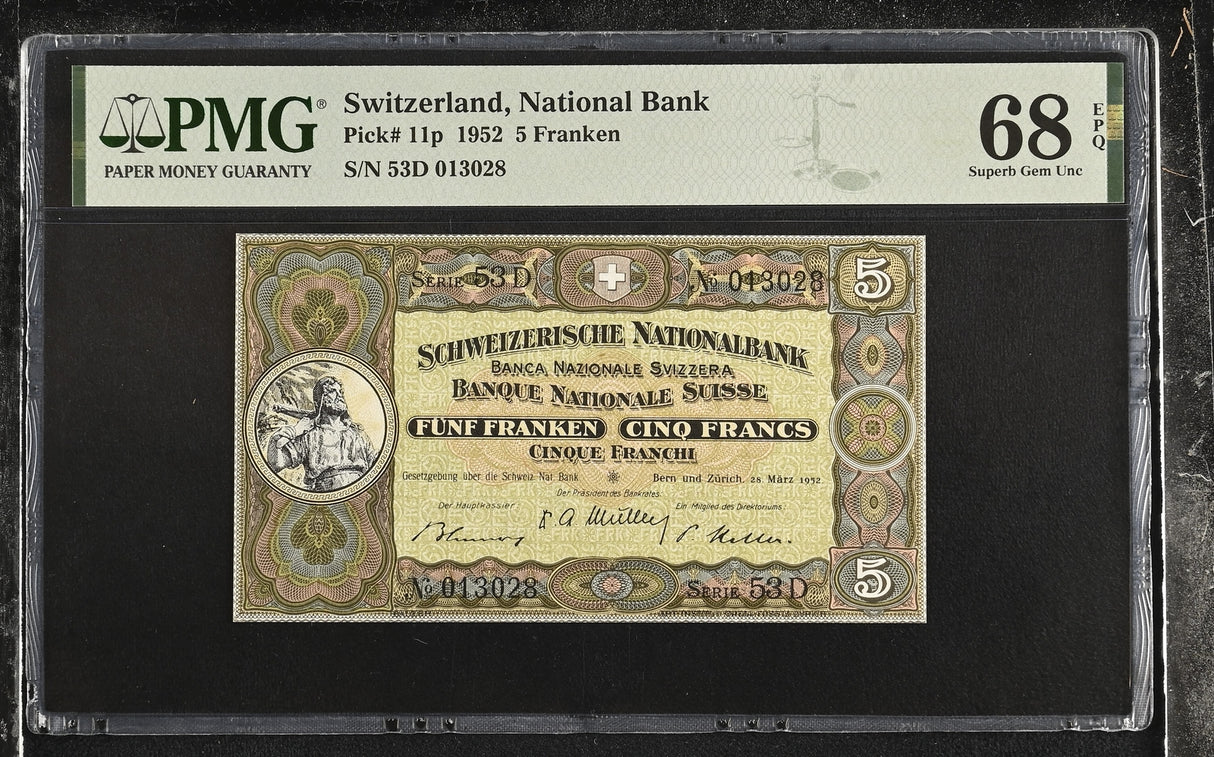 PMG®
PAPER MONEY GUARANTY
Switzerland, National Bank
Pick# 11p 1952 5 Franken
S/N 53D 013028
68
EPQ
Superb Gem Unc
SERIE 53 D
No 013028
5
SCHWEIZERISCHE NATIONALBANK
BANCA NAZIONALE SVIZZERA
BANQUE NATIONALE SUISSE
FÜNF FRANKEN CINQ FRANCS
CINQUE FRANCHI
Gesetzgebung über die Schweiz. Nat. Bank
Bern und Zürich, 28. März 1952.
Der Präsident des Bankrates:
Der Hauptkassier:
Ein Mitglied des Direktoriums:
No 013028
SERIE 53 D
5